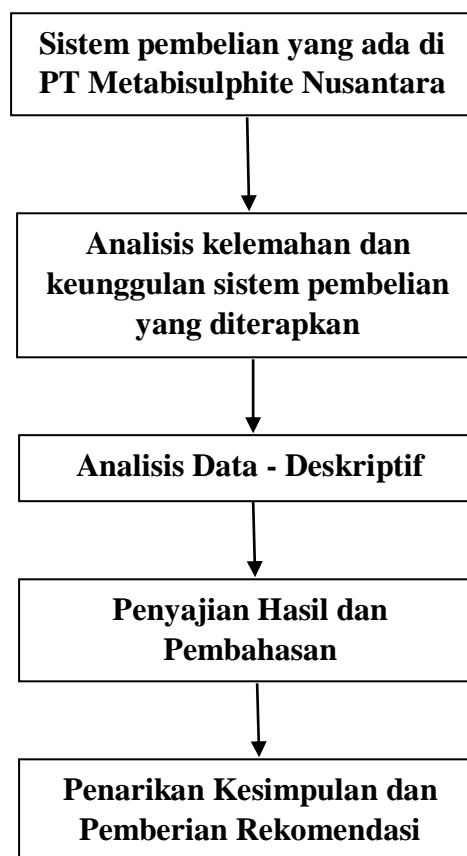 Sistem pembelian yang ada di
PT Metabisulphite Nusantara
Analisis kelemahan dan
keunggulan sistem pembelian
yang diterapkan
Analisis Data - Deskriptif
Penyajian Hasil dan
Pembahasan
Penarikan Kesimpulan dan
Pemberian Rekomendasi